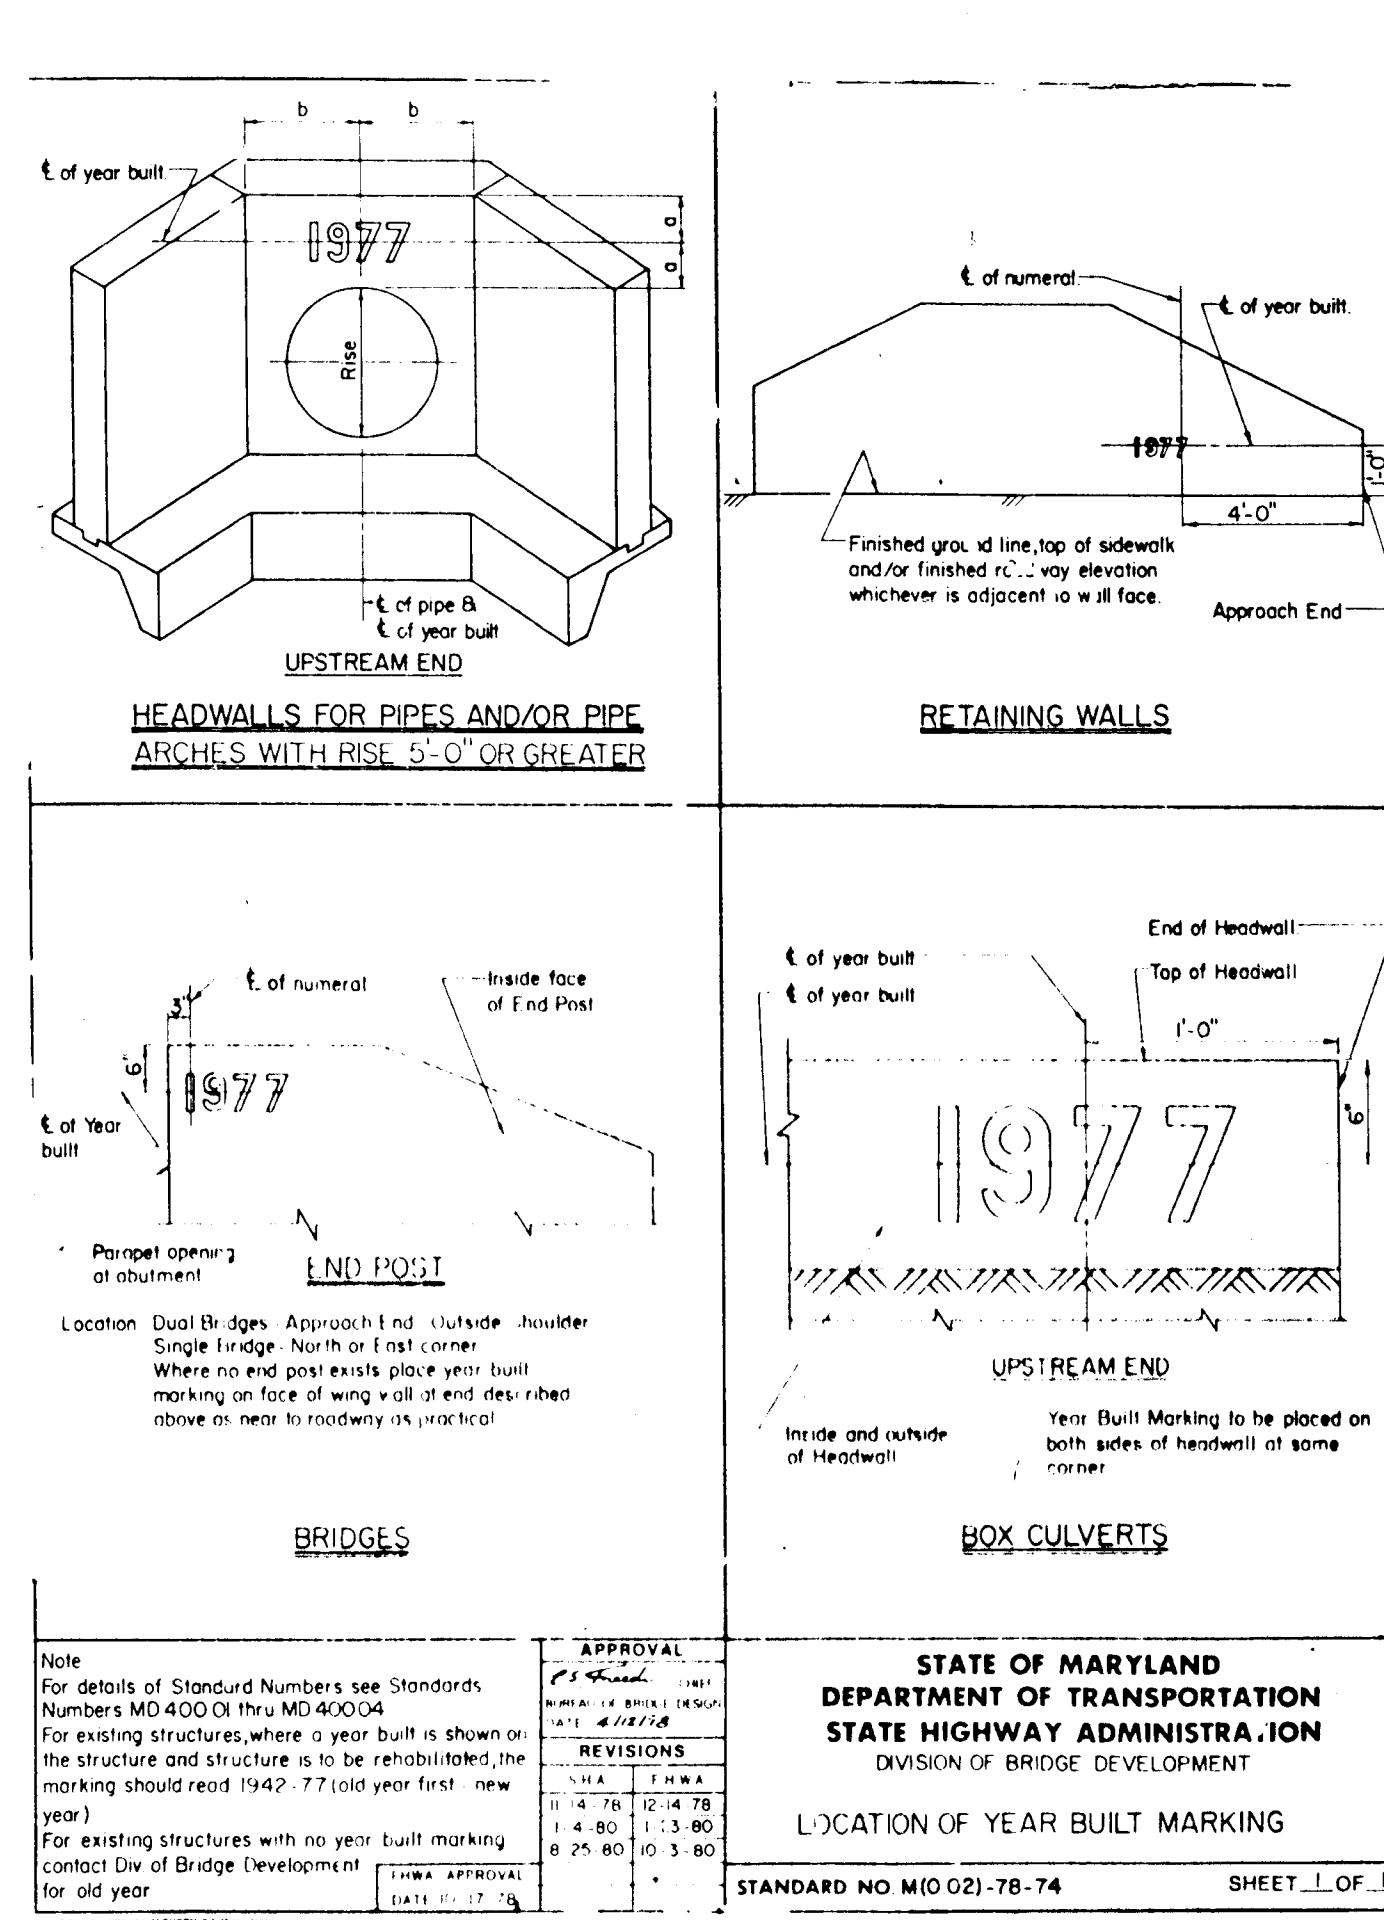 b b
℄ of year built
1977
a
a
Rise
℄ of pipe &
℄ of year built
UPSTREAM END
HEADWALLS FOR PIPES AND/OR PIPE
ARCHES WITH RISE 5'-0" OR GREATER
℄ of numeral
℄ of year built.
1977
1'-0"
4'-0"
Finished ground line, top of sidewalk
and/or finished roadway elevation
whichever is adjacent to wall face.
Approach End
RETAINING WALLS
℄ of numeral
Inside face
of End Post
3"
6"
1977
℄ of Year
built
Parapet opening
at abutment
END POST
Location Dual Bridges - Approach End Outside Shoulder
Single Bridge - North or East corner
Where no end post exists place year built
marking on face of wing wall at end described
above as near to roadway as practical
BRIDGES
End of Headwall
℄ of year built
Top of Headwall
℄ of year built
1'-0"
6"
1977
UPSTREAM END
Inside and outside
of Headwall
Year Built Marking to be placed on
both sides of headwall at same
corner
BOX CULVERTS
Note
For details of Standard Numbers see Standards
Numbers MD 400 01 thru MD 400 04
For existing structures, where a year built is shown on
the structure and structure is to be rehabilitated, the
marking should read 1942-77 (old year first - new
year)
For existing structures with no year built marking
contact Div. of Bridge Development
for old year
FHWA APPROVAL
DATE 17 78
APPROVAL
CHIEF
BUREAU OF BRIDGE DESIGN
DATE 4/12/78
REVISIONS
SHA FHWA
11-14-78 12-14-78
1-4-80 80
8-25-80 10-3-80
STATE OF MARYLAND
DEPARTMENT OF TRANSPORTATION
STATE HIGHWAY ADMINISTRATION
DIVISION OF BRIDGE DEVELOPMENT
LOCATION OF YEAR BUILT MARKING
STANDARD NO. M(0.02)-78-74 SHEET 1 OF 1